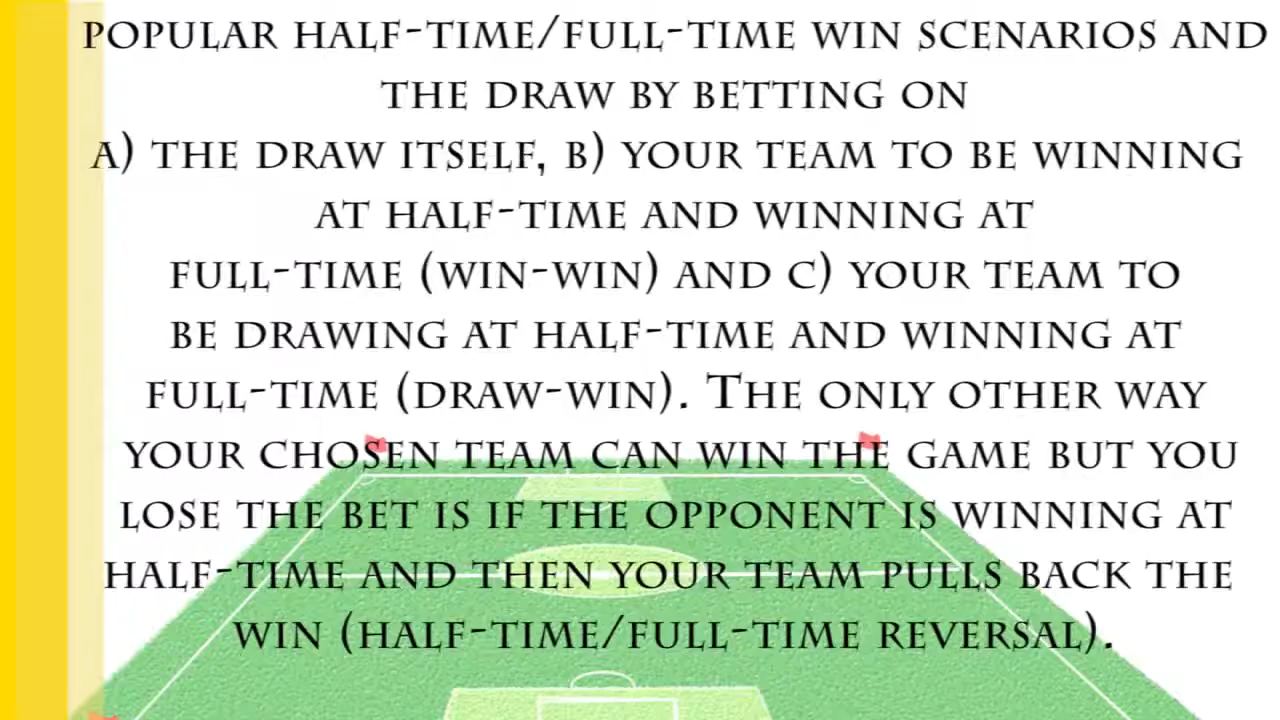 POPULAR HALF-TIME/FULL-TIME WIN SCENARIOS AND
THE DRAW BY BETTING ON
A) THE DRAW ITSELF, B) YOUR TEAM TO BE WINNING
AT HALF-TIME AND WINNING AT
FULL-TIME (WIN-WIN) AND C) YOUR TEAM TO
BE DRAWING AT HALF-TIME AND WINNING AT
FULL-TIME (DRAW-WIN). THE ONLY OTHER WAY
YOUR CHOSEN TEAM CAN WIN THE GAME BUT YOU
LOSE THE BET IS IF THE OPPONENT IS WINNING AT
HALF-TIME AND THEN YOUR TEAM PULLS BACK THE
WIN (HALF-TIME/FULL-TIME REVERSAL).